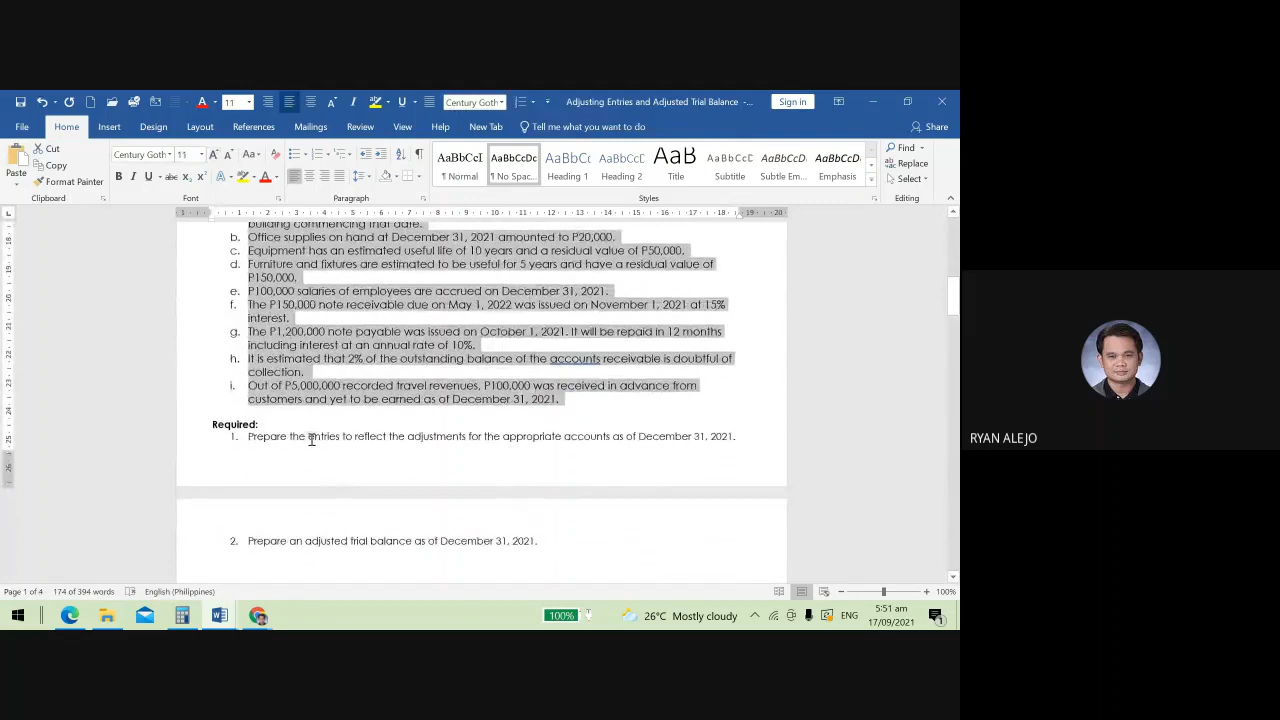 11
Century Goth
Adjusting Entries and Adjusted Trial Balance -...
Sign in
File
Home
Insert
Design
Layout
References
Mailings
Review
View
Help
New Tab
Tell me what you want to do
Share
Paste
Cut
Copy
Format Painter
Clipboard
Century Goth
11
Font
Paragraph
AaBbCcI
¶ Normal
AaBbCcDc
¶ No Spac...
AaBbCc
Heading 1
AaBbCcC
Heading 2
AaB
Title
AaBbCcD
Subtitle
AaBbCcD.
Subtle Em...
AaBbCcD.
Emphasis
Styles
Find
Replace
Select
Editing
building commencing that date.
b. Office supplies on hand at December 31, 2021 amounted to P20,000.
c. Equipment has an estimated useful life of 10 years and a residual value of P50,000.
d. Furniture and fixtures are estimated to be useful for 5 years and have a residual value of
P150,000.
e. P100,000 salaries of employees are accrued on December 31, 2021.
f. The P150,000 note receivable due on May 1, 2022 was issued on November 1, 2021 at 15%
interest.
g. The P1,200,000 note payable was issued on October 1, 2021. It will be repaid in 12 months
including interest at an annual rate of 10%.
h. It is estimated that 2% of the outstanding balance of the accounts receivable is doubtful of
collection.
i. Out of P5,000,000 recorded travel revenues, P100,000 was received in advance from
customers and yet to be earned as of December 31, 2021.
Required:
1. Prepare the entries to reflect the adjustments for the appropriate accounts as of December 31, 2021.
2. Prepare an adjusted trial balance as of December 31, 2021.
Page 1 of 4
174 of 394 words
English (Philippines)
100%
100%
26°C Mostly cloudy
ENG
5:51 am
17/09/2021
RYAN ALEJO